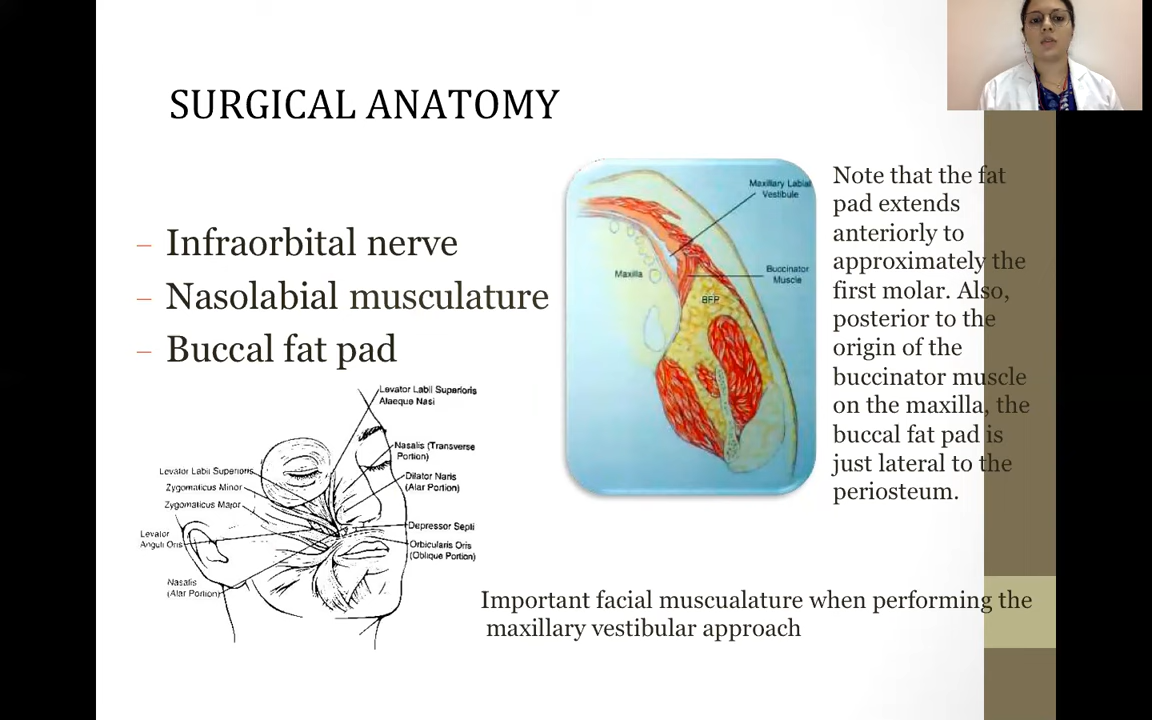 SURGICAL ANATOMY
– Infraorbital nerve
– Nasolabial musculature
– Buccal fat pad
Maxillary Labial
Vestibule
Maxilla
Buccinator
Muscle
BFP
Note that the fat
pad extends
anteriorly to
approximately the
first molar. Also,
posterior to the
origin of the
buccinator muscle
on the maxilla, the
buccal fat pad is
just lateral to the
periosteum.
Levator Labii Superioris
Alaeque Nasi
Nasalis (Transverse
Portion)
Levator Labii Superioris
Dilator Naris
(Alar Portion)
Zygomaticus Minor
Zygomaticus Major
Depressor Septi
Levator
Anguli Oris
Orbicularis Oris
(Oblique Portion)
Nasalis
(Alar Portion)
Important facial muscualature when performing the
maxillary vestibular approach